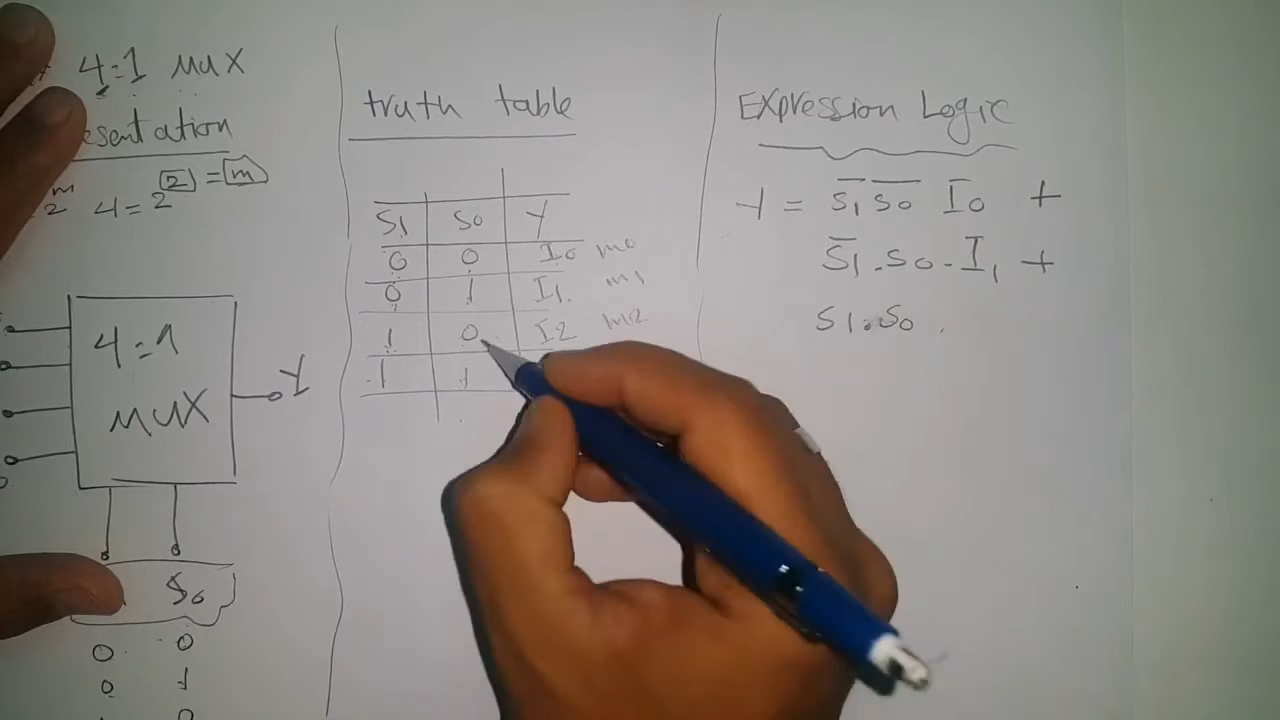 4:1 MUX
esentation
2^m 4=2^2=m
4:1
MUX
Y
S0
0 0
0 1
0
truth table
S1 S0 Y
0 0 I0 m0
0 1 I1. m1
1 0 I2 m2
1 1
Expression Logic
Y = S̅1 S̅0 I0 +
S̅1.S0.I1 +
S1.S0.